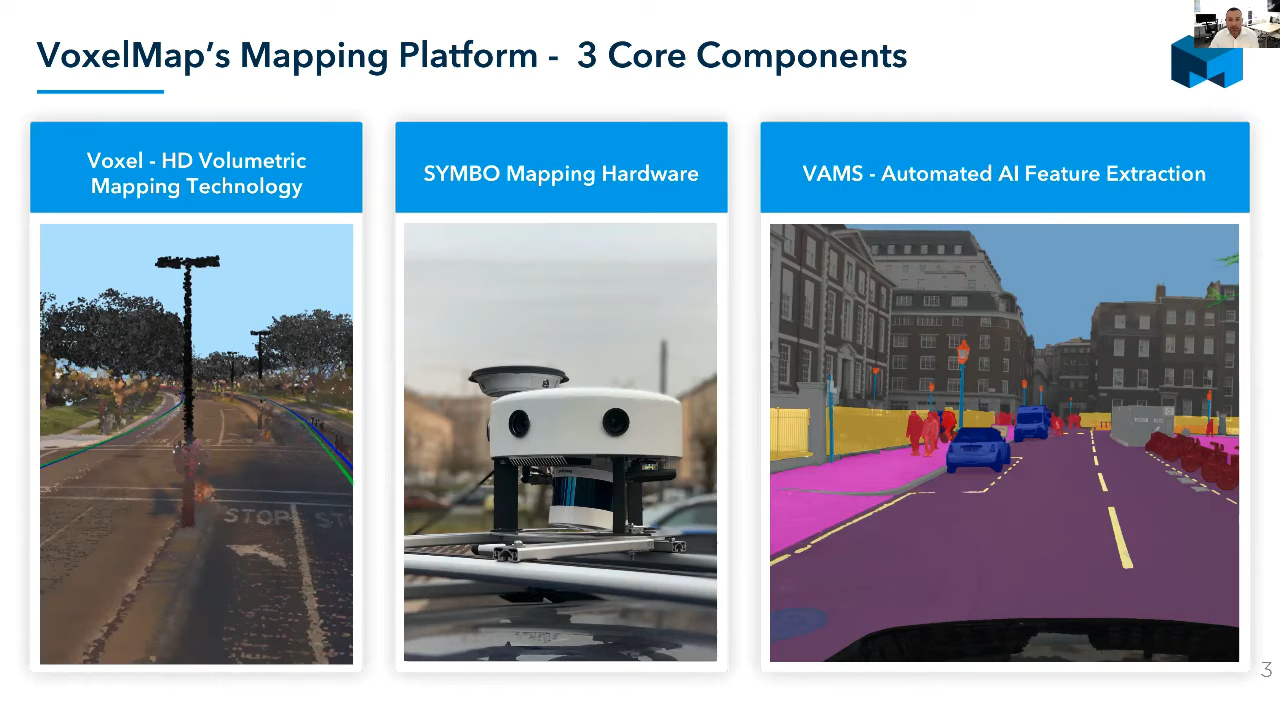 VoxelMap's Mapping Platform - 3 Core Components
Voxel - HD Volumetric
Mapping Technology
SYMBO Mapping Hardware
VAMS - Automated AI Feature Extraction
STOP
3